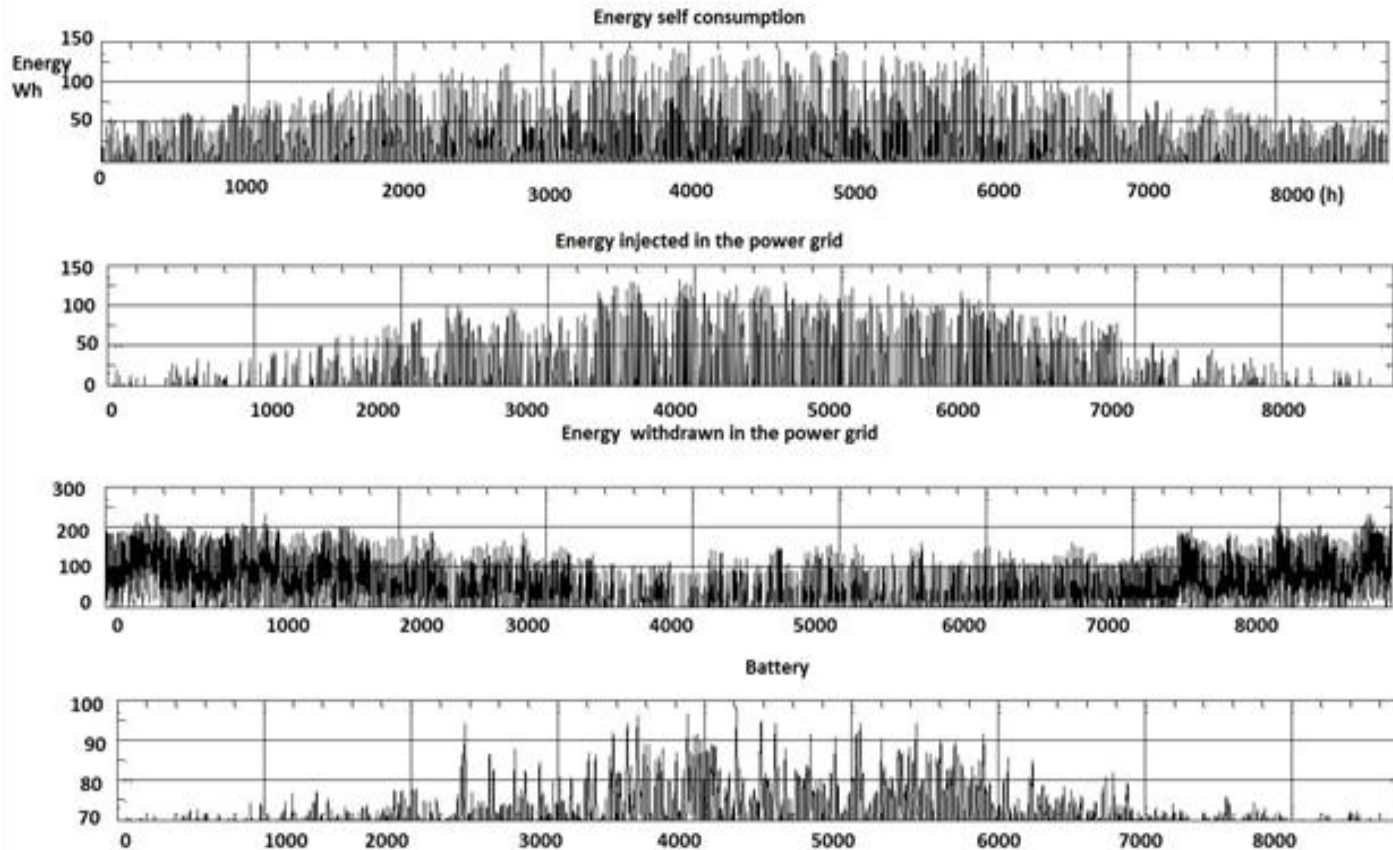 Energy self consumption
150
Energy
Wh
100
50
0 1000 2000 3000 4000 5000 6000 7000 8000 (h)
Energy injected in the power grid
150
100
50
0
0 1000 2000 3000 4000 5000 6000 7000 8000
Energy withdrawn in the power grid
300
200
100
0
0 1000 2000 3000 4000 5000 6000 7000 8000
Battery
100
90
80
70
0 1000 2000 3000 4000 5000 6000 7000 8000